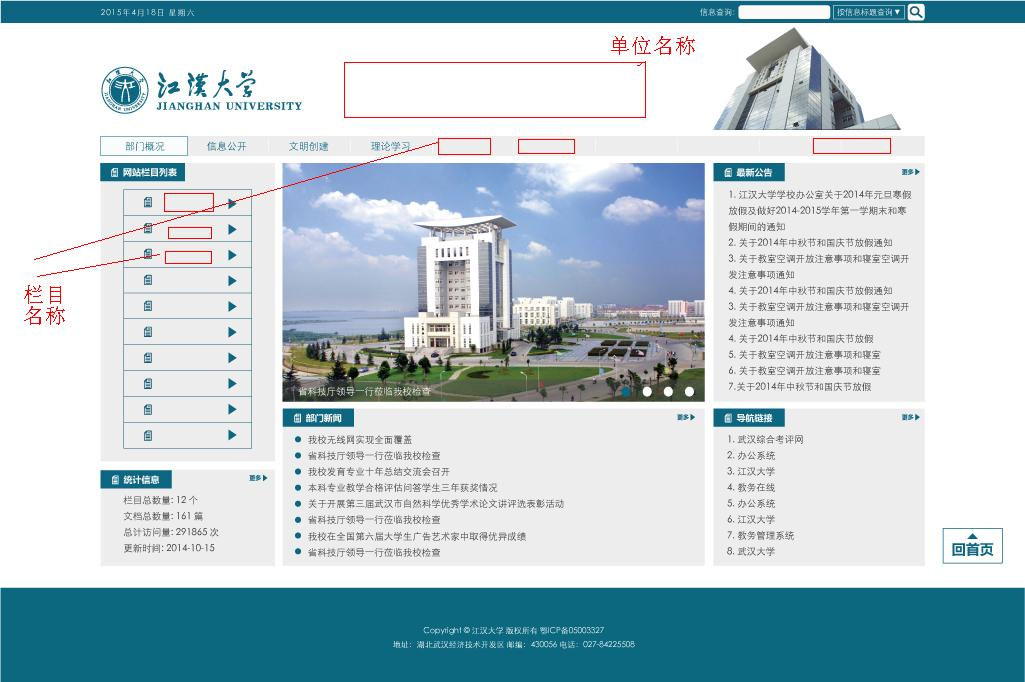 2015年4月18日 星期六
信息查询:
按信息标题查询▼
单位名称
江汉大学
JIANGHAN UNIVERSITY
部门概况
信息公开
文明创建
理论学习
网站栏目列表
栏目
名称
省科技厅领导一行莅临我校检查
最新公告
更多
1. 江汉大学学校办公室关于2014年元旦寒假
放假及做好2014-2015学年第一学期末和寒
假期间的通知
2. 关于2014年中秋节和国庆节放假通知
3. 关于教室空调开放注意事项和寝室空调开
发注意事项通知
4. 关于2014年中秋节和国庆节放假通知
3. 关于教室空调开放注意事项和寝室空调开
发注意事项通知
4. 关于2014年中秋节和国庆节放假
5. 关于教室空调开放注意事项和寝室
6. 关于教室空调开放注意事项和寝室
7.关于2014年中秋节和国庆节放假
统计信息
更多
栏目总数量: 12 个
文档总数量: 161 篇
总计访问量: 291865 次
更新时间: 2014-10-15
部门新闻
更多
我校无线网实现全面覆盖
省科技厅领导一行莅临我校检查
我校发育专业十年总结交流会召开
本科专业教学合格评估问答学生三年获奖情况
关于开展第三届武汉市自然科学优秀学术论文讲评选表彰活动
省科技厅领导一行莅临我校检查
我校在全国第六届大学生广告艺术家中取得优异成绩
省科技厅领导一行莅临我校检查
导航链接
更多
1. 武汉综合考评网
2. 办公系统
3. 江汉大学
4. 教务在线
5. 办公系统
6. 江汉大学
7. 教务管理系统
8. 武汉大学
回首页
Copyright © 江汉大学 版权所有 鄂ICP备05003327
地址：湖北武汉经济技术开发区 邮编：430056 电话：027-84225508